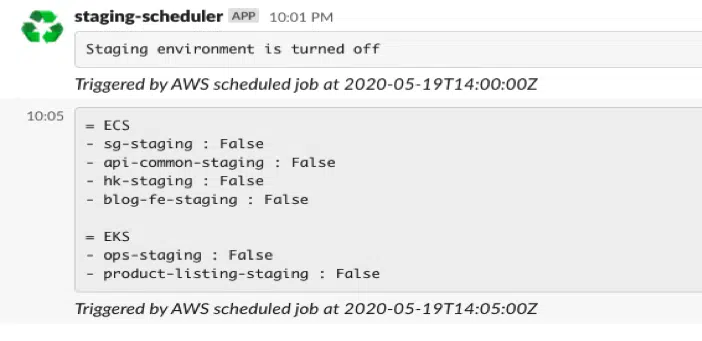 staging-scheduler APP 10:01 PM
Staging environment is turned off
Triggered by AWS scheduled job at 2020-05-19T14:00:00Z
10:05
= ECS
- sg-staging : False
- api-common-staging : False
- hk-staging : False
- blog-fe-staging : False
= EKS
- ops-staging : False
- product-listing-staging : False
Triggered by AWS scheduled job at 2020-05-19T14:05:00Z